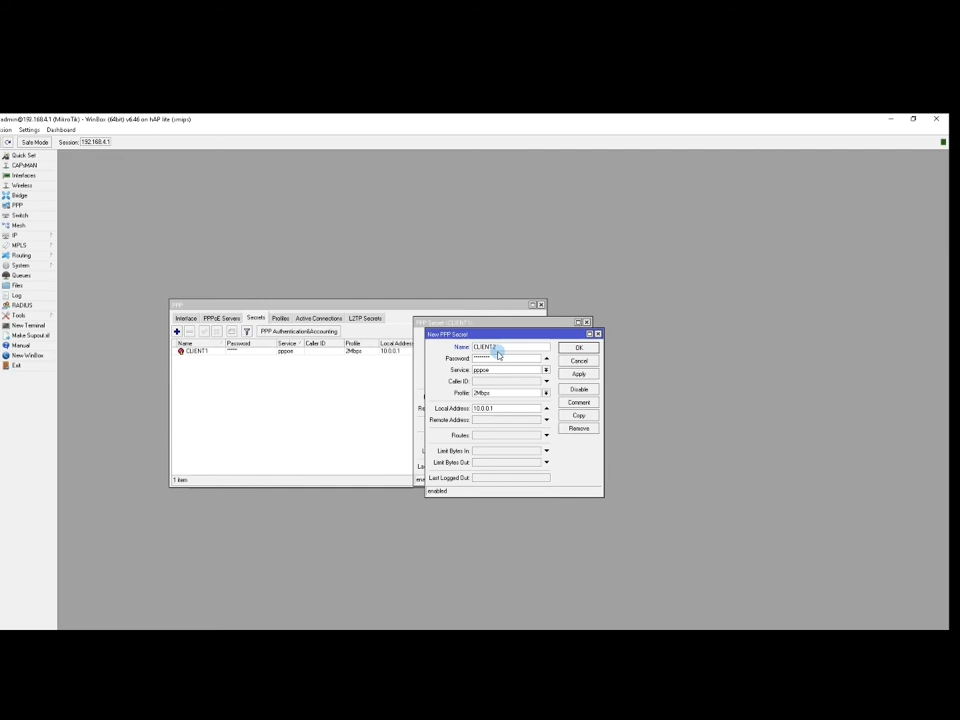 admin@192.168.4.1 (MikroTik) - WinBox (64bit) v6.46 on hAP lite (smips)
sion Settings Dashboard
Safe Mode Session: 192.168.4.1
Quick Set
CAPsMAN
Interfaces
Wireless
Bridge
PPP
Switch
Mesh
IP
MPLS
Routing
System
Queues
Files
Log
RADIUS
Tools
New Terminal
Make Supout.rif
Manual
New WinBox
Exit
PPP
Interface PPPoE Servers Secrets Profiles Active Connections L2TP Secrets
PPP Authentication&Accounting
Name Password Service Caller ID Profile Local Address
CLIENT1 ***** pppoe 2Mbps 10.0.0.1
1 item
PPP Secret <CLIENT1>
New PPP Secret
Name: CLIENT2
Password: ********
Service: pppoe
Caller ID:
Profile: 2Mbps
Local Address: 10.0.0.1
Remote Address:
Routes:
Limit Bytes In:
Limit Bytes Out:
Last Logged Out:
enabled
OK
Cancel
Apply
Disable
Comment
Copy
Remove